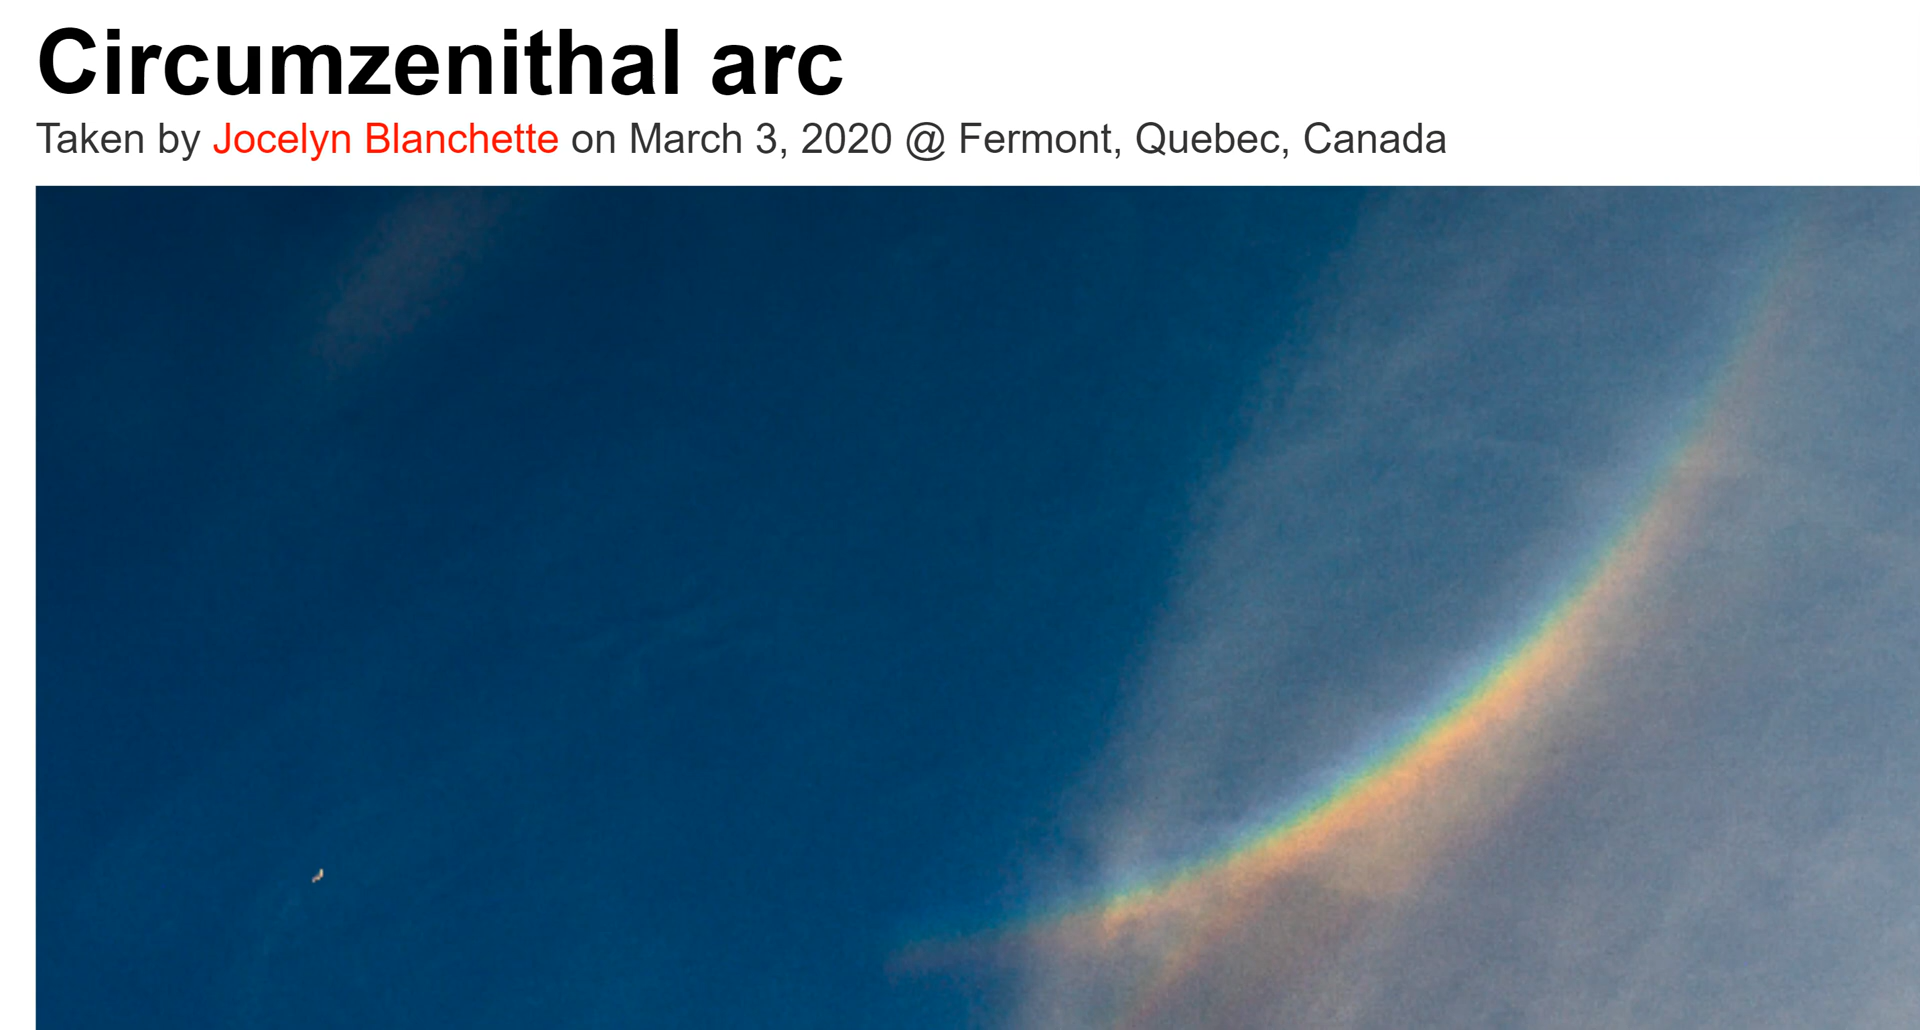 Circumzenithal arc
Taken by Jocelyn Blanchette on March 3, 2020 @ Fermont, Quebec, Canada